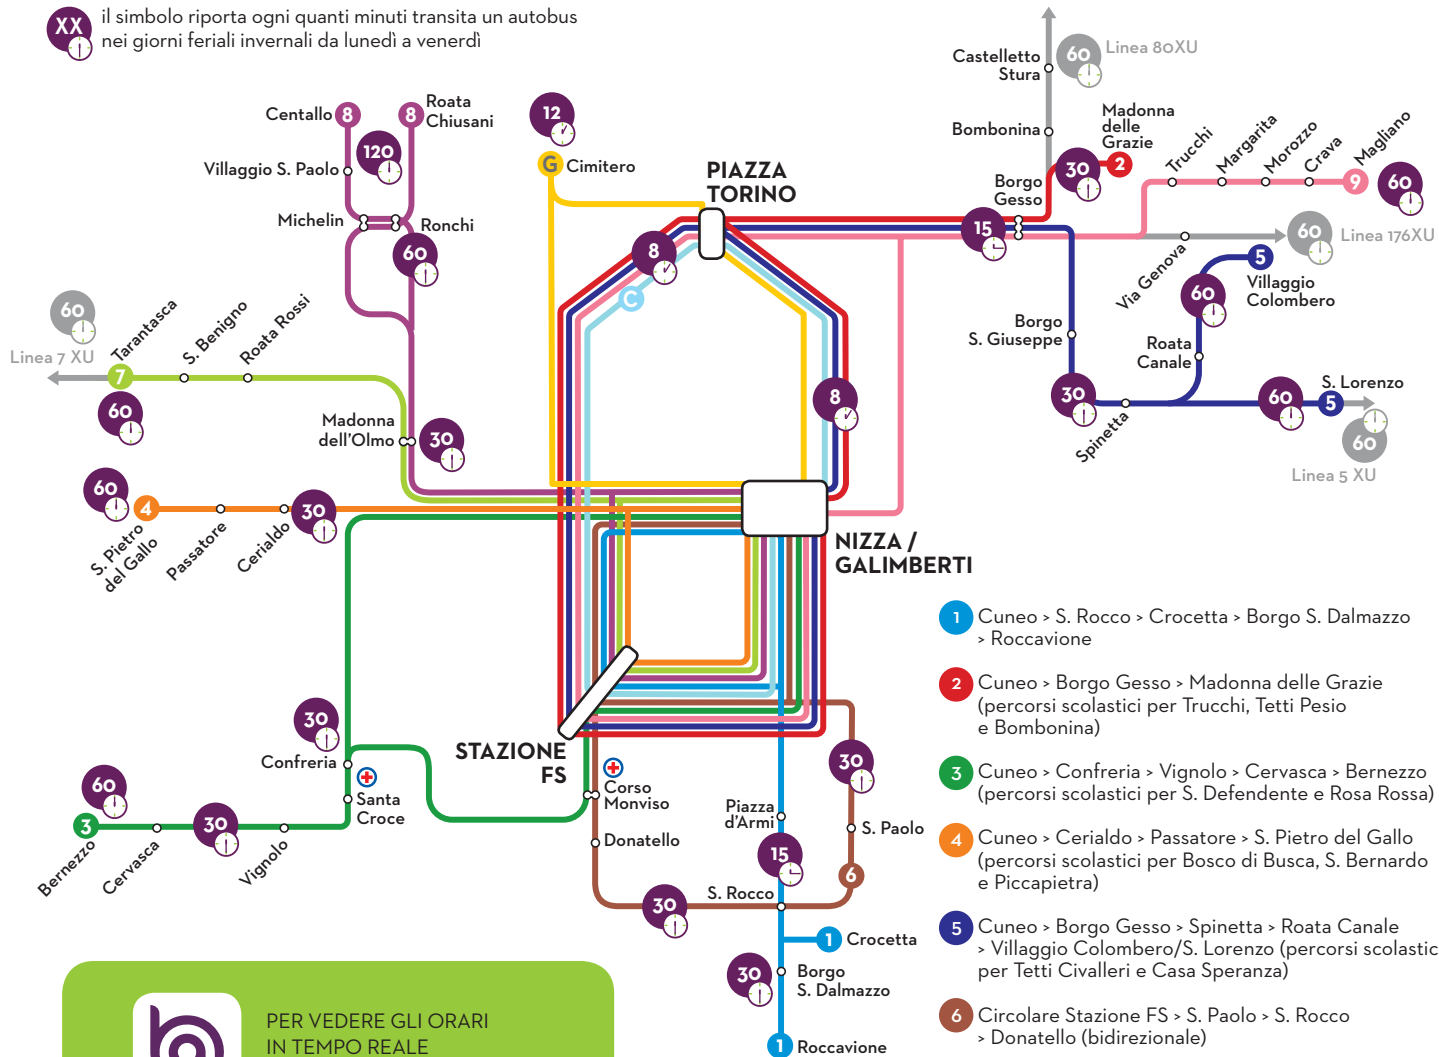 XX
il simbolo riporta ogni quanti minuti transita un autobus
nei giorni feriali invernali da lunedì a venerdì
Centallo
8
8
Roata
Chiusani
120
Villaggio S. Paolo
Michelin
Ronchi
60
12
G
Cimitero
PIAZZA
TORINO
8
C
8
Castelletto
Stura
60
Linea 80XU
Bombonina
Madonna
delle
Grazie
30
2
Borgo
Gesso
15
Trucchi
Margarita
Morozzo
Crava
Magliano
9
60
60
Linea 176XU
Via Genova
5
Villaggio
Colombero
60
Borgo
S. Giuseppe
Roata
Canale
30
Spinetta
60
S. Lorenzo
5
60
Linea 5 XU
60
Linea 7 XU
Tarantasca
S. Benigno
Roata Rossi
7
60
Madonna
dell'Olmo
30
60
4
S. Pietro
del Gallo
Passatore
Cerialdo
30
NIZZA /
GALIMBERTI
STAZIONE
FS
30
Confreria
Santa
Croce
60
3
Bernezzo
Cervasca
30
Vignolo
Corso
Monviso
Donatello
30
Piazza
d'Armi
15
S. Rocco
30
S. Paolo
6
1
Crocetta
30
Borgo
S. Dalmazzo
1
Roccavione
1
Cuneo > S. Rocco > Crocetta > Borgo S. Dalmazzo
> Roccavione
2
Cuneo > Borgo Gesso > Madonna delle Grazie
(percorsi scolastici per Trucchi, Tetti Pesio
e Bombonina)
3
Cuneo > Confreria > Vignolo > Cervasca > Bernezzo
(percorsi scolastici per S. Defendente e Rosa Rossa)
4
Cuneo > Cerialdo > Passatore > S. Pietro del Gallo
(percorsi scolastici per Bosco di Busca, S. Bernardo
e Piccapietra)
5
Cuneo > Borgo Gesso > Spinetta > Roata Canale
> Villaggio Colombero/S. Lorenzo (percorsi scolastic
per Tetti Civalleri e Casa Speranza)
6
Circolare Stazione FS > S. Paolo > S. Rocco
> Donatello (bidirezionale)
PER VEDERE GLI ORARI
IN TEMPO REALE